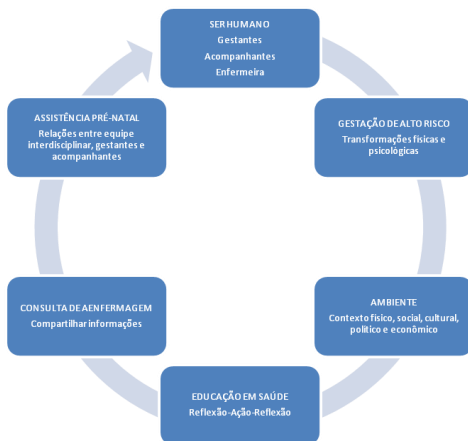 SER HUMANO
Gestantes
Acompanhantes
Enfermeira
GESTAÇÃO DE ALTO RISCO
Transformações físicas e
psicológicas
AMBIENTE
Contexto físico, social, cultural,
político e econômico
EDUCAÇÃO EM SAÚDE
Reflexão-Ação-Reflexão
CONSULTA DE AENFERMAGEM
Compartilhar informações
ASSISTÊNCIA PRÉ-NATAL
Relações entre equipe
interdisciplinar, gestantes e
acompanhantes